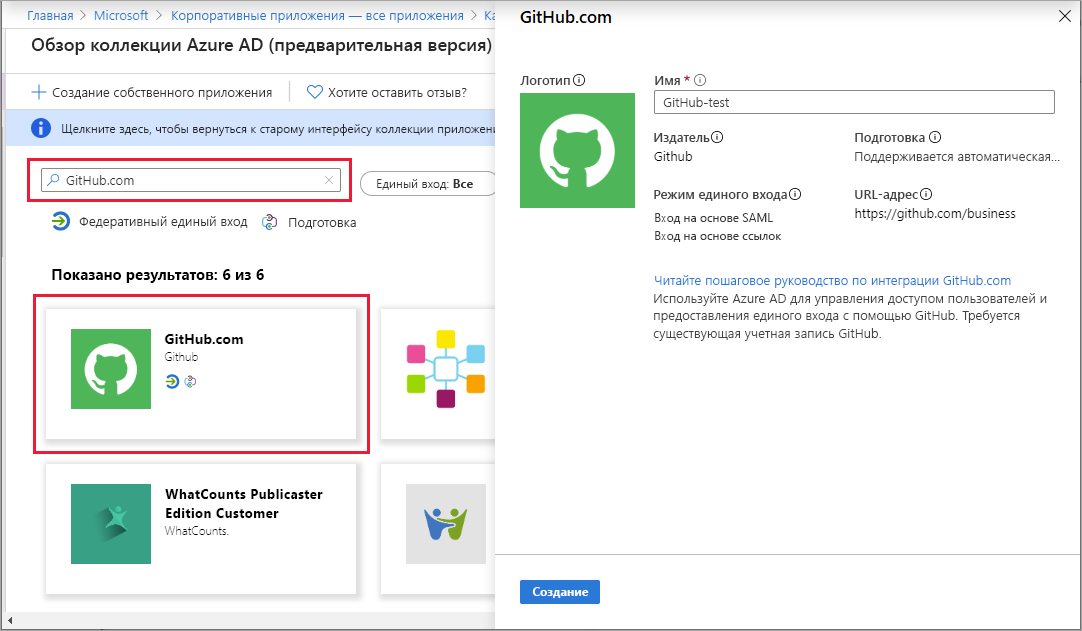 Главная > Microsoft > Корпоративные приложения — все приложения >
Обзор коллекции Azure AD (предварительная версия)
Создание собственного приложения
Хотите оставить отзыв?
Щелкните здесь, чтобы вернуться к старому интерфейсу коллекции
GitHub.com
Единый вход: Все
Федеративный единый вход
Подготовка
Показано результатов: 6 из 6
GitHub.com
Github
WhatCounts Publicaster
Edition Customer
WhatCounts.
GitHub.com
Логотип
Имя *
GitHub-test
Издатель
Github
Подготовка
Поддерживается автоматическая...
Режим единого входа
Вход на основе SAML
Вход на основе ссылок
URL-адрес
https://github.com/business
Читайте пошаговое руководство по интеграции GitHub.com
Используйте Azure AD для управления доступом пользователей и
предоставления единого входа с помощью GitHub. Требуется
существующая учетная запись GitHub.
Создание